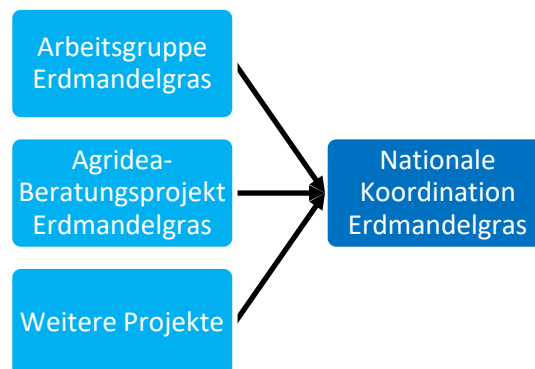 Arbeitsgruppe
Erdmandelgras
Agridea-
Beratungsprojekt
Erdmandelgras
Weitere Projekte
Nationale
Koordination
Erdmandelgras